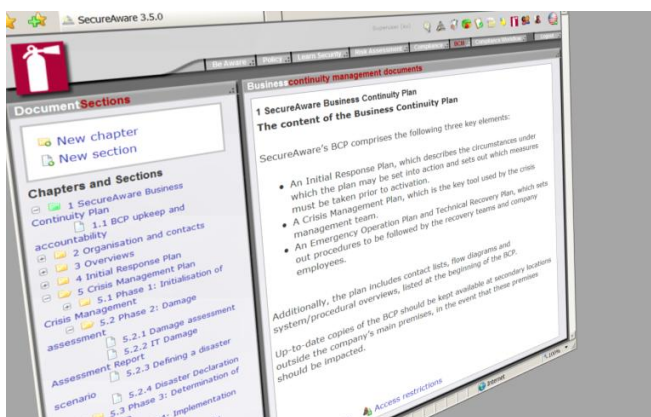 SecureAware 3.5.0
Be Aware
Policy
Learn Security
Risk Assessment
Compliance
BCP
Document Sections
New chapter
New section
Chapters and Sections
1 SecureAware Business
Continuity Plan
1.1 BCP upkeep and
accountability
2 Organisation and contacts
3 Overviews
4 Initial Response Plan
5 Crisis Management Plan
5.1 Phase 1: Initialisation of
Crisis Management
5.2 Phase 2: Damage
assessment
5.2.1 Damage assessment
5.2.2 IT Damage
Assessment Report
5.2.3 Defining a disaster
scenario
5.2.4 Disaster Declaration
5.3 Phase 3: Determination of
Implementation
Business continuity management documents
1 SecureAware Business Continuity Plan
The content of the Business Continuity Plan
SecureAware's BCP comprises the following three key elements:
• An Initial Response Plan, which describes the circumstances under
which the plan may be set into action and sets out which measures
must be taken prior to activation.
• A Crisis Management Plan, which is the key tool used by the crisis
management team.
• An Emergency Operation Plan and Technical Recovery Plan, which sets
out procedures to be followed by the recovery teams and company
employees.
Additionally, the plan includes contact lists, flow diagrams and
system/procedural overviews, listed at the beginning of the BCP.
Up-to-date copies of the BCP should be kept available at secondary locations
outside the company's main premises, in the event that these premises
should be impacted.
Access restrictions
Internet